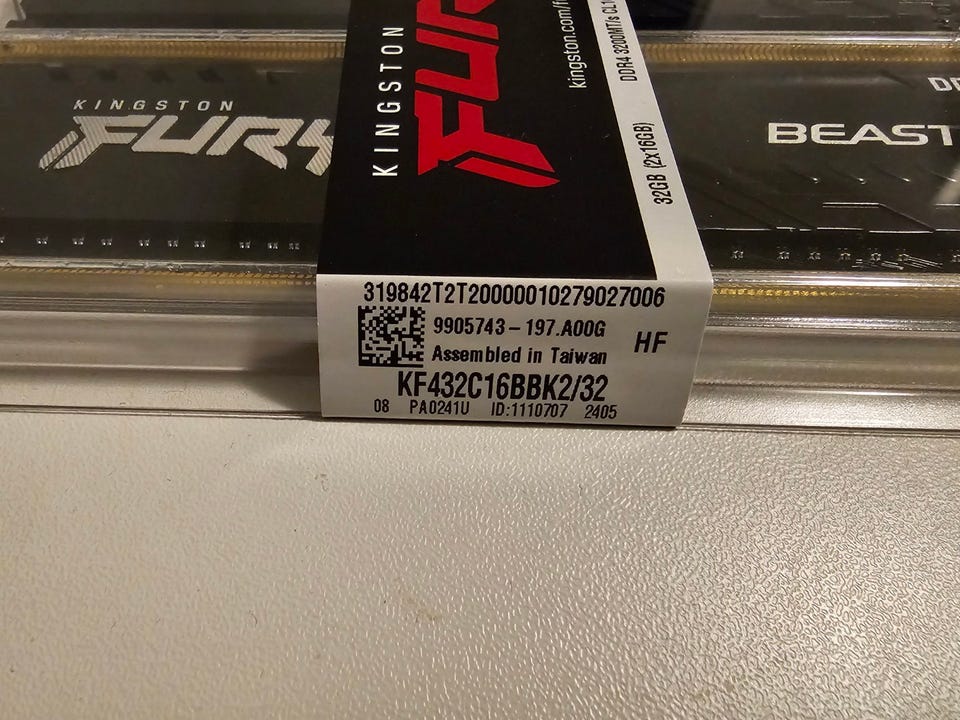 KINGSTON
FURY
KINGSTON
FURY
kingston.com/
DDR4 3200MT/s
32GB (2x16GB)
BEAST
319842T2T20000010279027006
9905743-197.A00G
Assembled in Taiwan
HF
KF432C16BBK2/32
08 PA0241U ID:1110707 2405